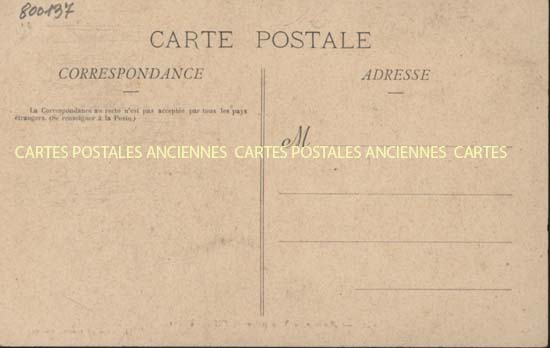 800137
CARTE POSTALE
CORRESPONDANCE
ADRESSE
La Correspondance au recto n'est pas acceptée par tous les pays
étrangers. (Se renseigner à la Poste.)
M
CARTES POSTALES ANCIENNES CARTES POSTALES ANCIENNES CARTES